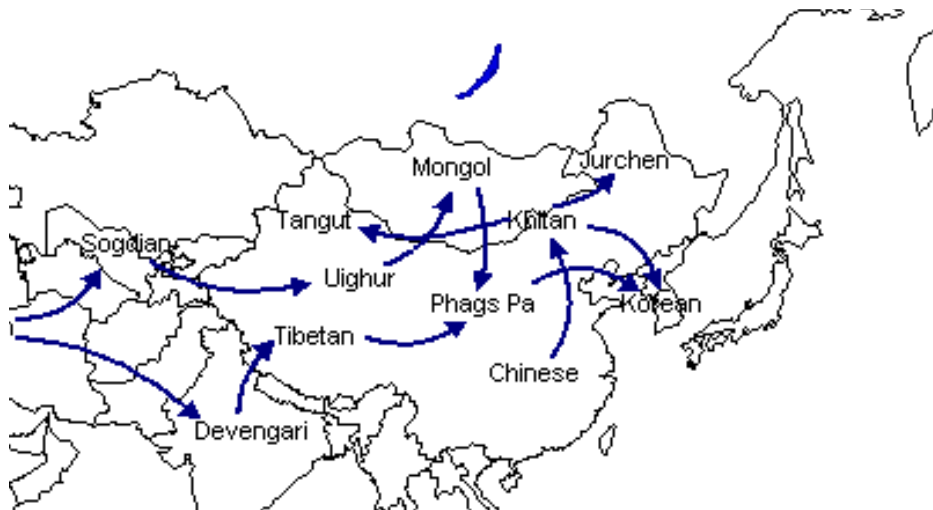 Mongol
Jurchen
Tangut
Khitan
Sogdian
Uighur
Phags Pa
Korean
Tibetan
Chinese
Devengari